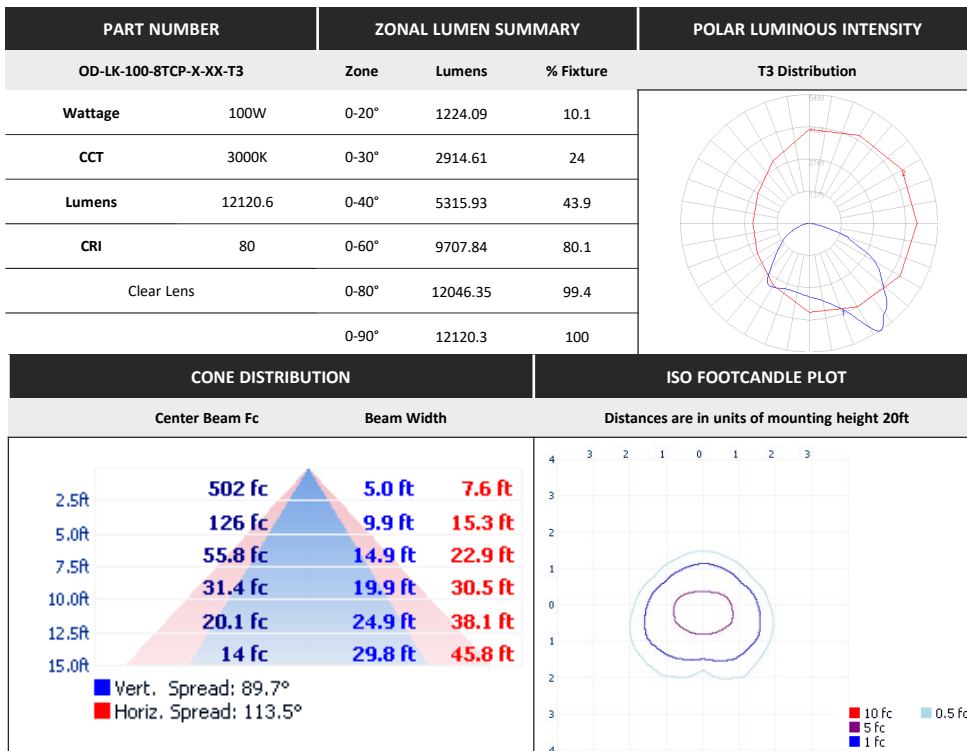 PART NUMBER ZONAL LUMEN SUMMARY POLAR LUMINOUS INTENSITY
OD-LK-100-8TCP-X-XX-T3 Zone Lumens % Fixture T3 Distribution
Wattage 100W 0-20° 1224.09 10.1
CCT 3000K 0-30° 2914.61 24
Lumens 12120.6 0-40° 5315.93 43.9
CRI 80 0-60° 9707.84 80.1
Clear Lens 0-80° 12046.35 99.4
0-90° 12120.3 100
5499
2749
1375
2
1
CONE DISTRIBUTION ISO FOOTCANDLE PLOT
Center Beam Fc Beam Width Distances are in units of mounting height 20ft
2.5ft 502 fc 5.0 ft 7.6 ft
5.0ft 126 fc 9.9 ft 15.3 ft
7.5ft 55.8 fc 14.9 ft 22.9 ft
10.0ft 31.4 fc 19.9 ft 30.5 ft
12.5ft 20.1 fc 24.9 ft 38.1 ft
15.0ft 14 fc 29.8 ft 45.8 ft
Vert. Spread: 89.7°
Horiz. Spread: 113.5°
3 2 1 0 1 2 3
4
3
2
1
0
1
2
3
4
10 fc 0.5 fc
5 fc
1 fc